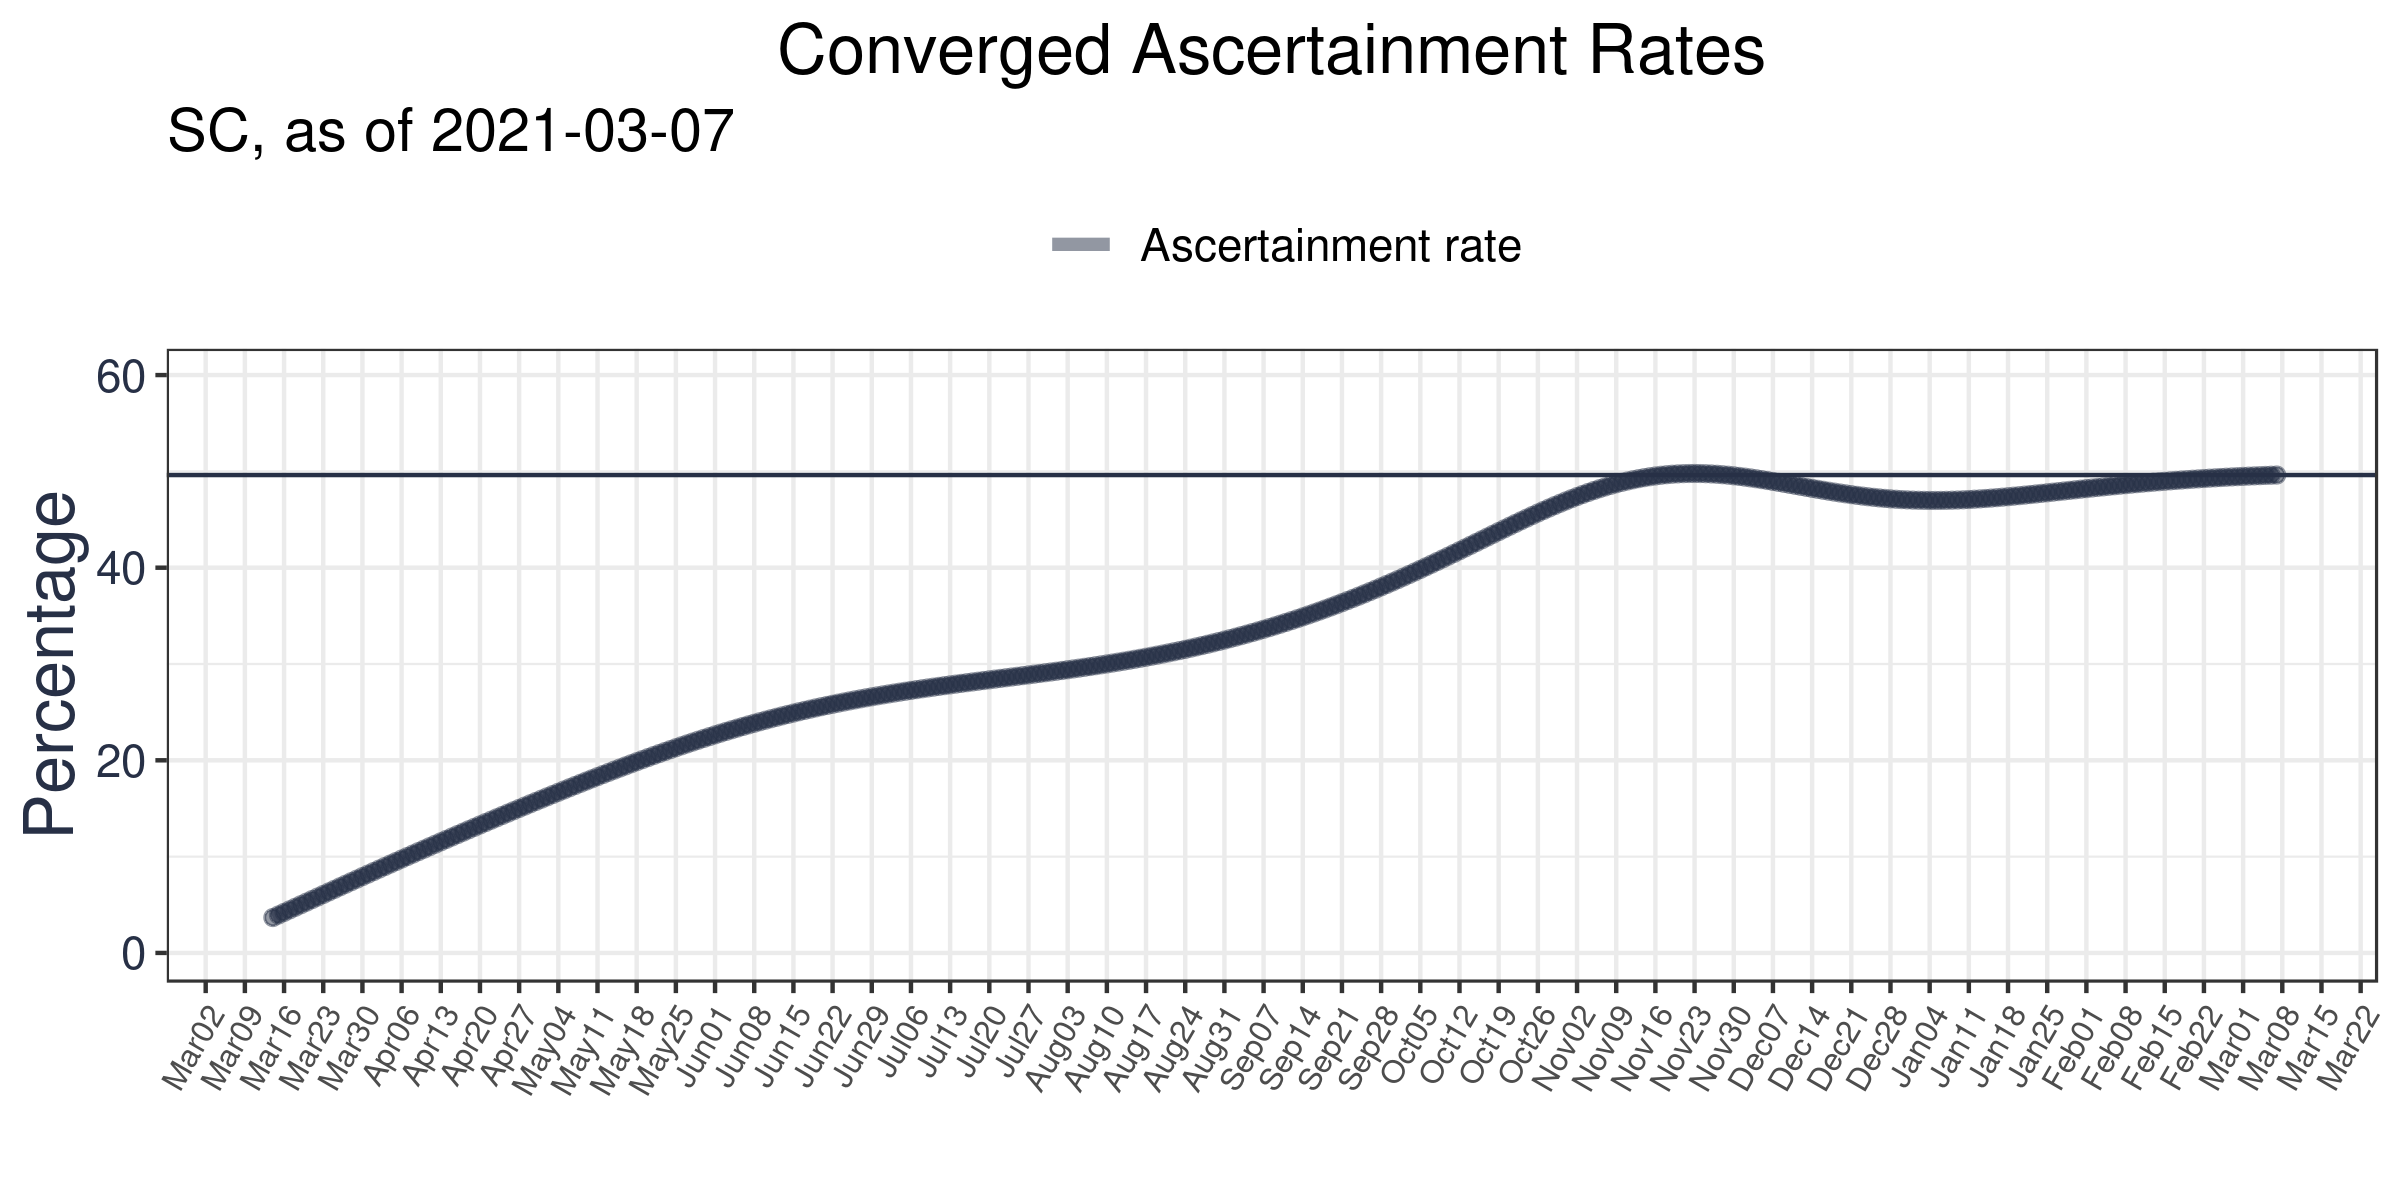 Converged Ascertainment Rates
SC, as of 2021-03-07
Ascertainment rate
Percentage
60
40
20
0
Mar02 Mar09 Mar16 Mar23 Mar30 Apr06 Apr13 Apr20 Apr27 May04 May11 May18 May25 Jun01 Jun08 Jun15 Jun22 Jun29 Jul06 Jul13 Jul20 Jul27 Aug03 Aug10 Aug17 Aug24 Aug31 Sep07 Sep14 Sep21 Sep28 Oct05 Oct12 Oct19 Oct26 Nov02 Nov09 Nov16 Nov23 Nov30 Dec07 Dec14 Dec21 Dec28 Jan04 Jan11 Jan18 Jan25 Feb01 Feb08 Feb15 Feb22 Mar01 Mar08 Mar15 Mar22